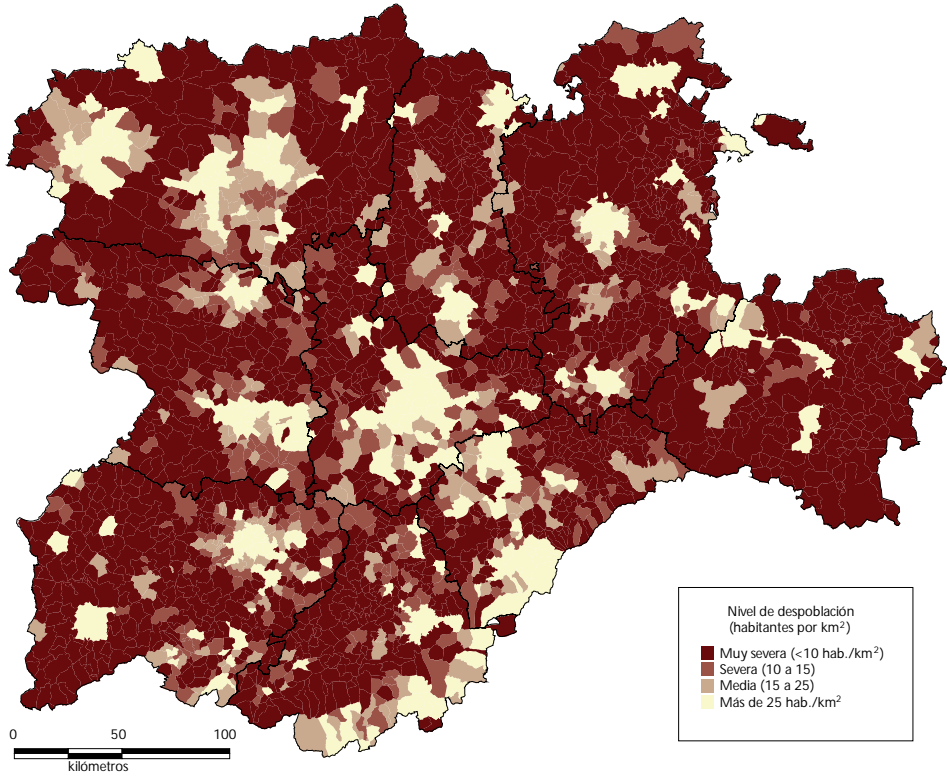 Nivel de despoblación
(habitantes por km²)
Muy severa (<10 hab./km²)
Severa (10 a 15)
Media (15 a 25)
Más de 25 hab./km²
0 50 100
kilómetros